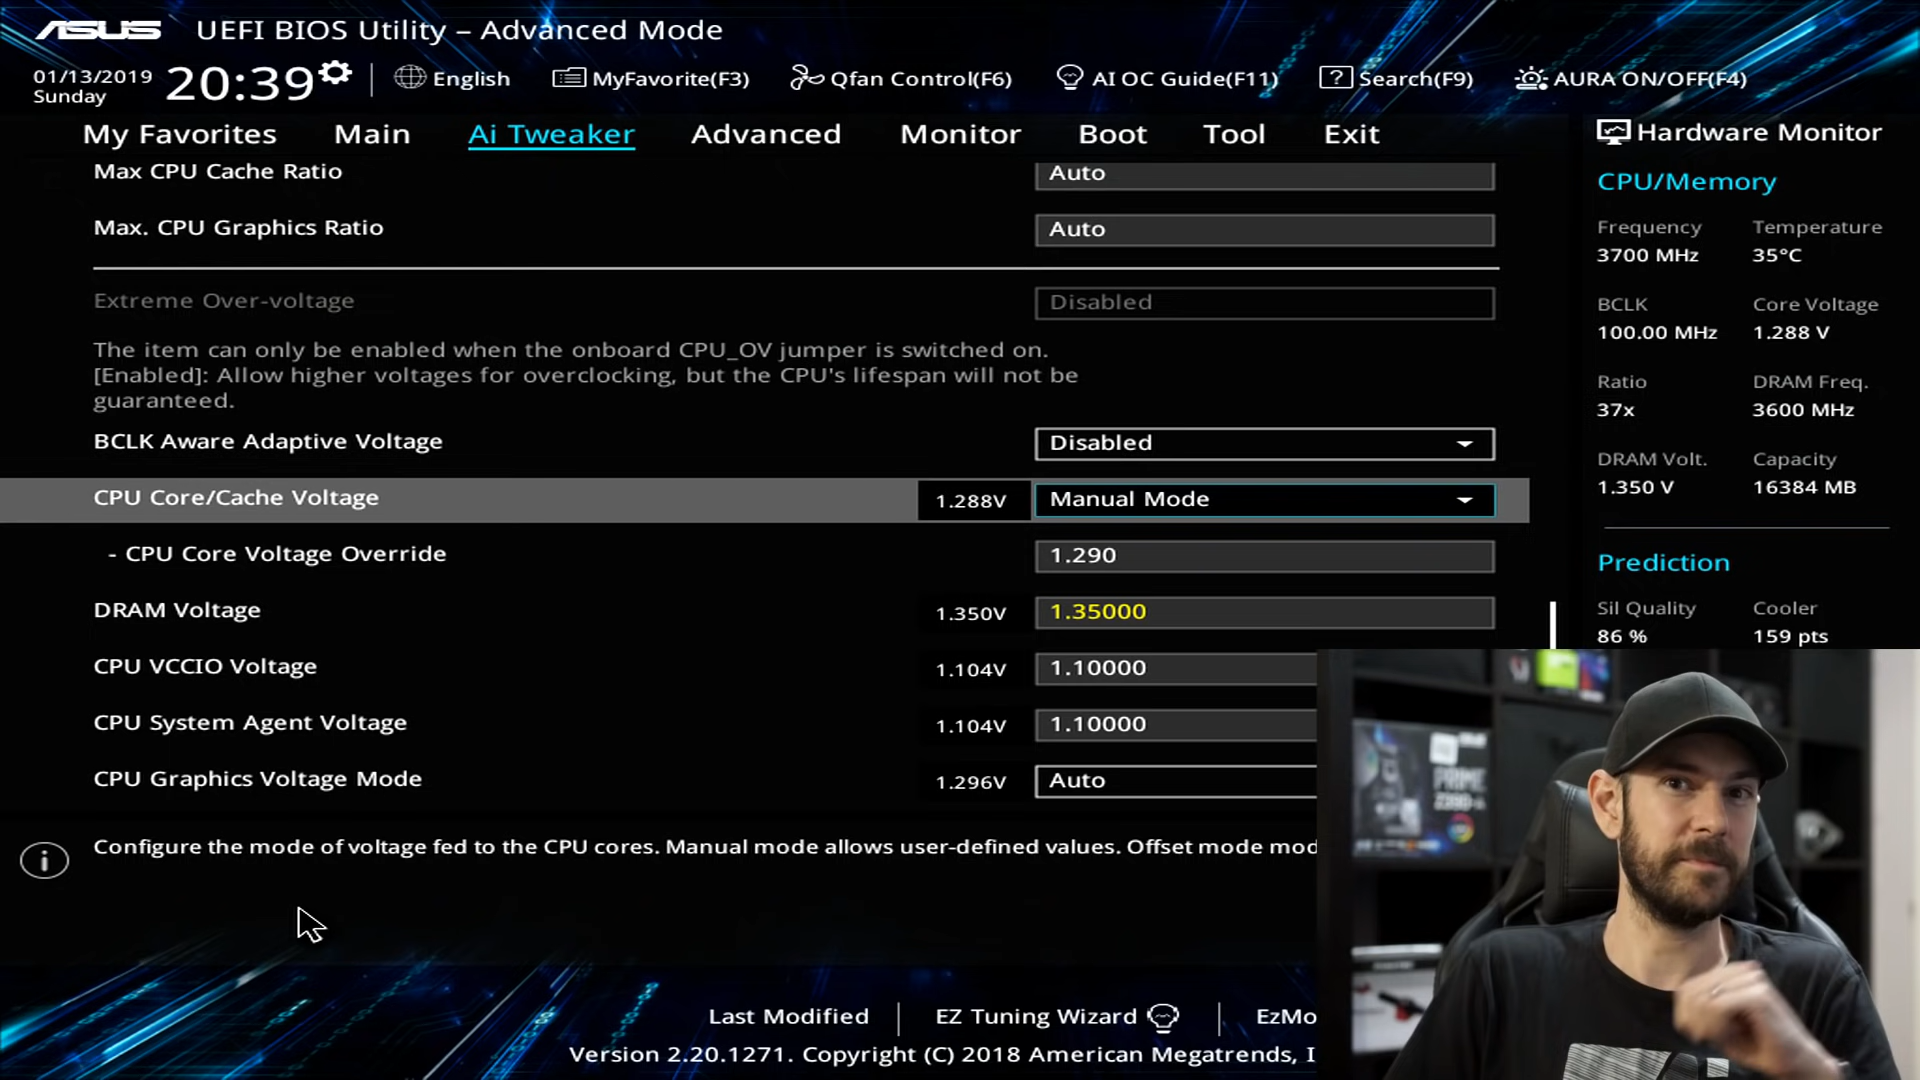 ASUS UEFI BIOS Utility – Advanced Mode
01/13/2019
Sunday
20:39
English
MyFavorite(F3)
Qfan Control(F6)
AI OC Guide(F11)
Search(F9)
AURA ON/OFF(F4)
My Favorites
Main
Ai Tweaker
Advanced
Monitor
Boot
Tool
Exit
Max CPU Cache Ratio Auto
Max. CPU Graphics Ratio Auto
Extreme Over-voltage Disabled
The item can only be enabled when the onboard CPU_OV jumper is switched on.
[Enabled]: Allow higher voltages for overclocking, but the CPU's lifespan will not be
guaranteed.
BCLK Aware Adaptive Voltage Disabled
CPU Core/Cache Voltage 1.288V Manual Mode
- CPU Core Voltage Override 1.290
DRAM Voltage 1.350V 1.35000
CPU VCCIO Voltage 1.104V 1.10000
CPU System Agent Voltage 1.104V 1.10000
CPU Graphics Voltage Mode 1.296V Auto
Configure the mode of voltage fed to the CPU cores. Manual mode allows user-defined values. Offset mode mod
Hardware Monitor
CPU/Memory
Frequency Temperature
3700 MHz 35°C
BCLK Core Voltage
100.00 MHz 1.288 V
Ratio DRAM Freq.
37x 3600 MHz
DRAM Volt. Capacity
1.350 V 16384 MB
Prediction
Sil Quality Cooler
86 % 159 pts
PRIME
Last Modified
EZ Tuning Wizard
EzMo
Version 2.20.1271. Copyright (C) 2018 American Megatrends, I